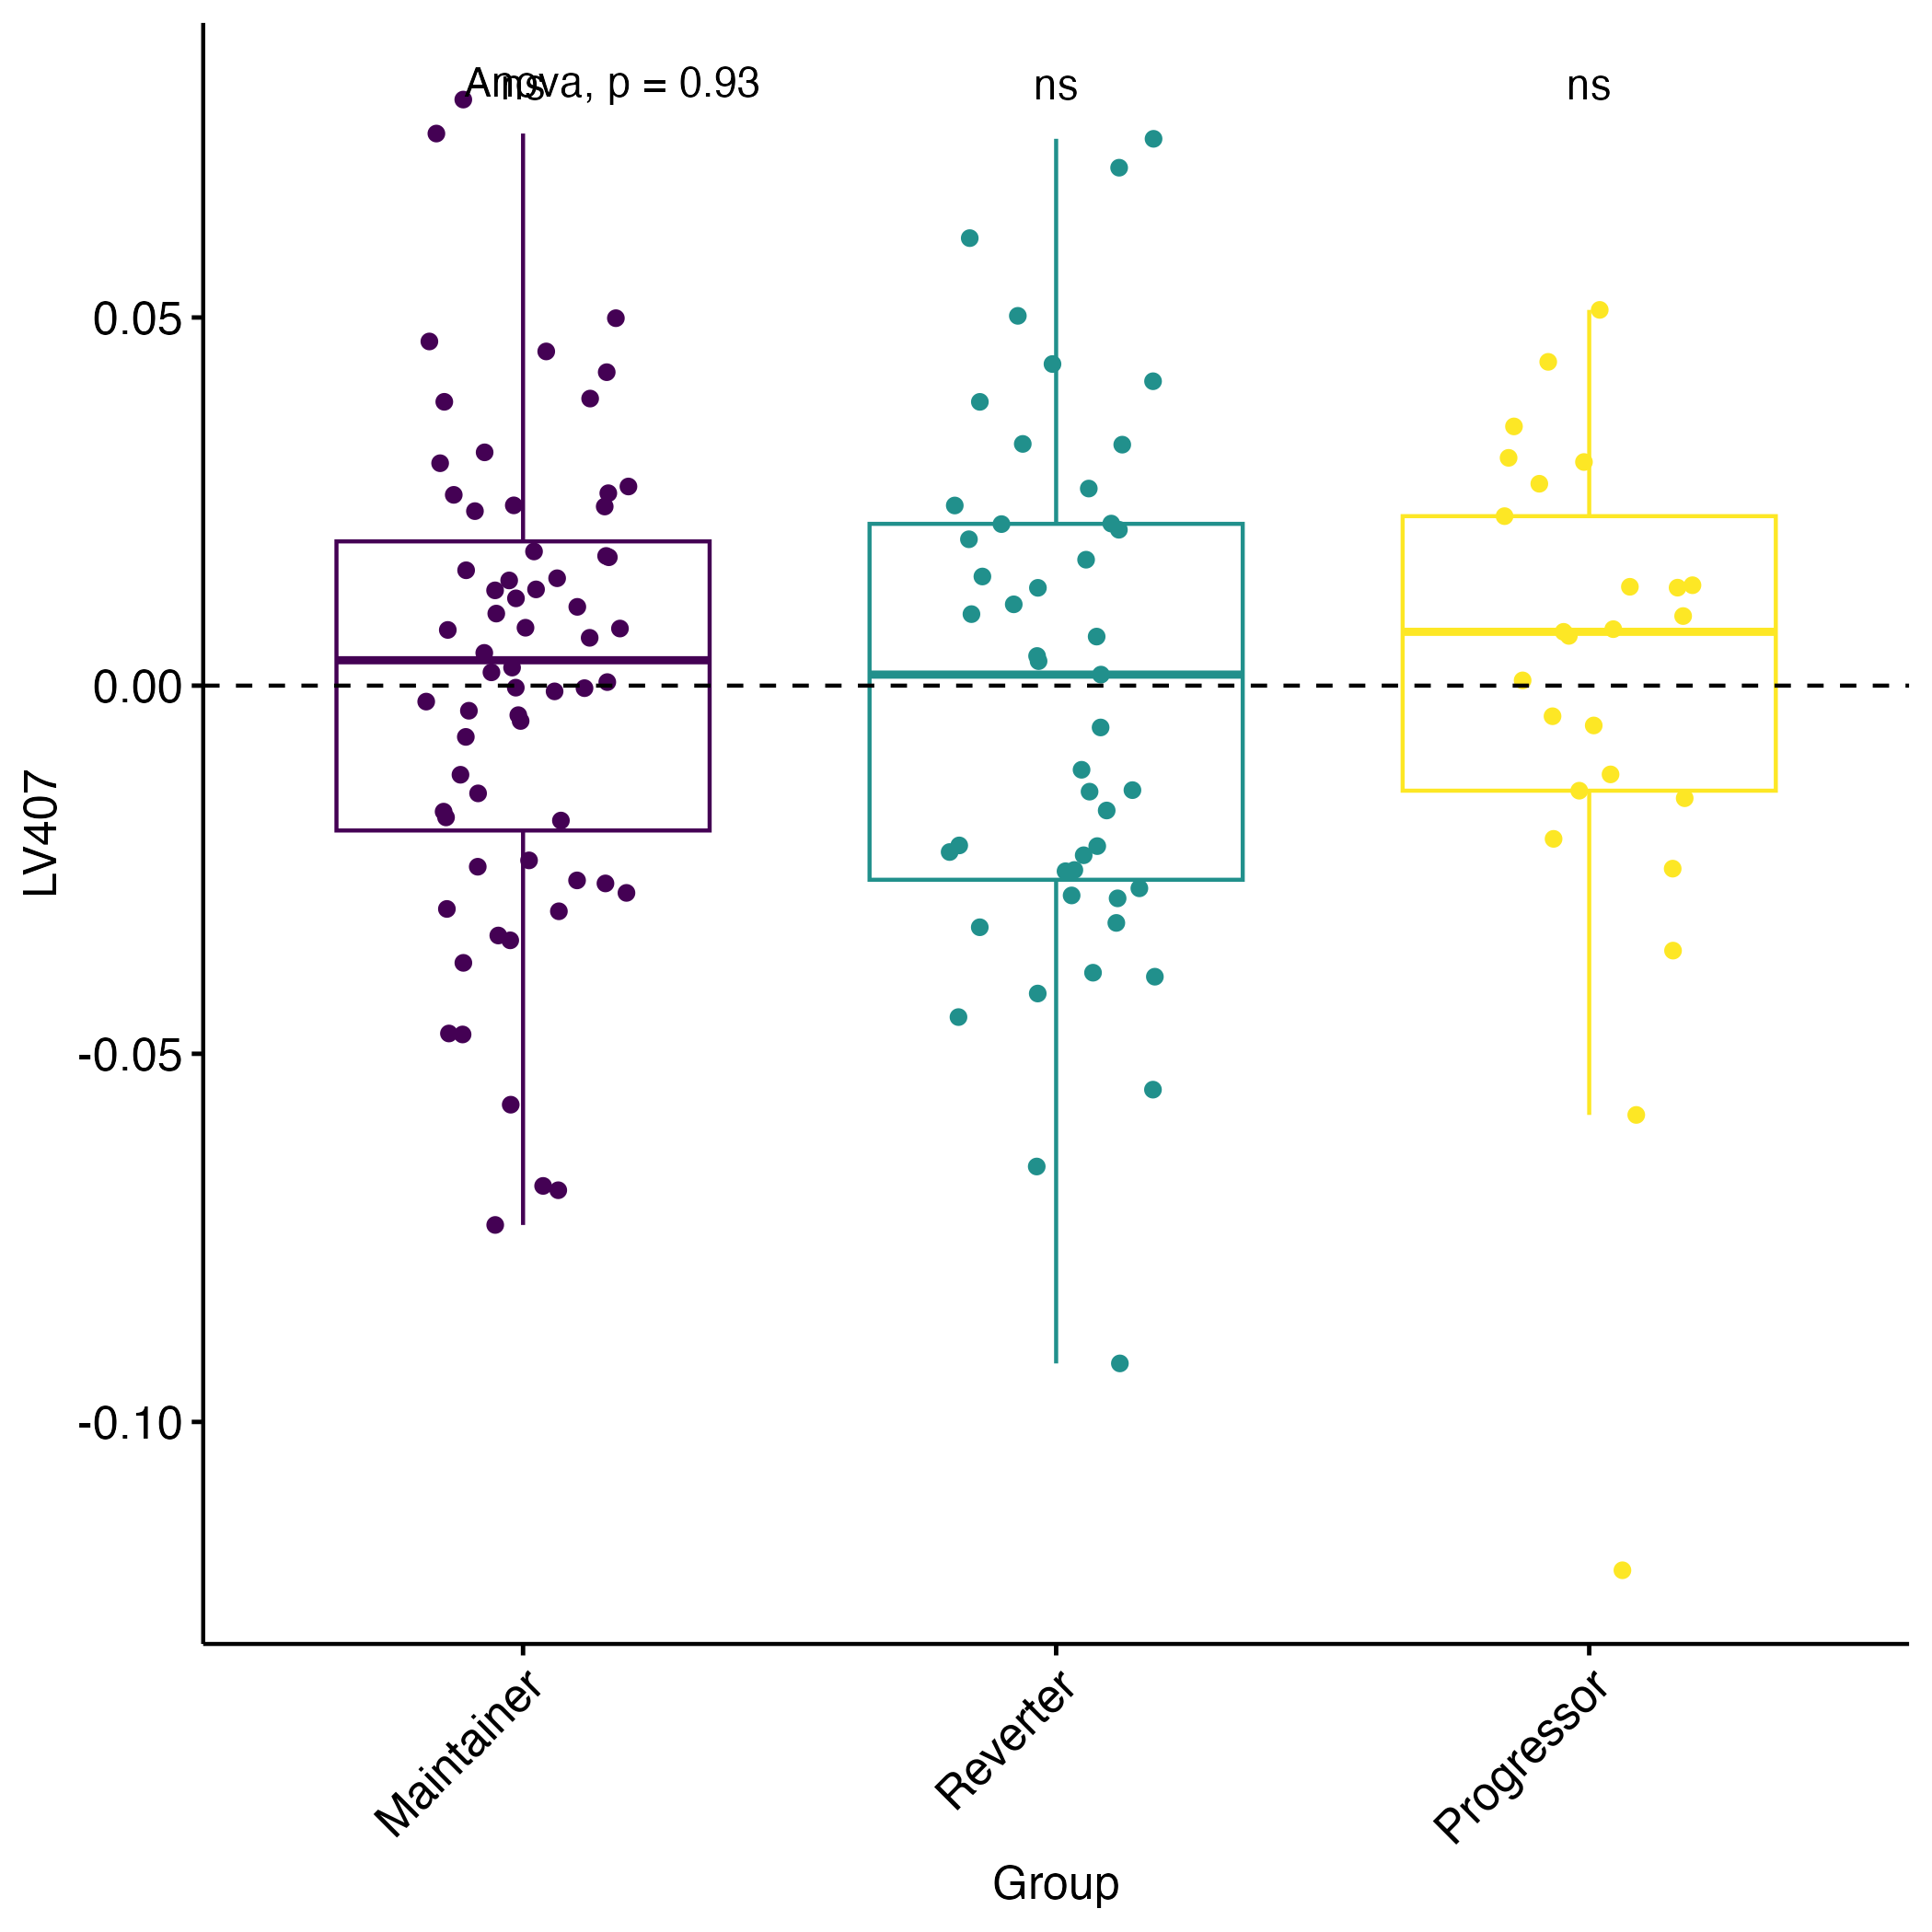 Anova, p = 0.93
ns
ns
ns
0.05
0.00
-0.05
-0.10
LV407
Maintainer
Reverter
Progressor
Group